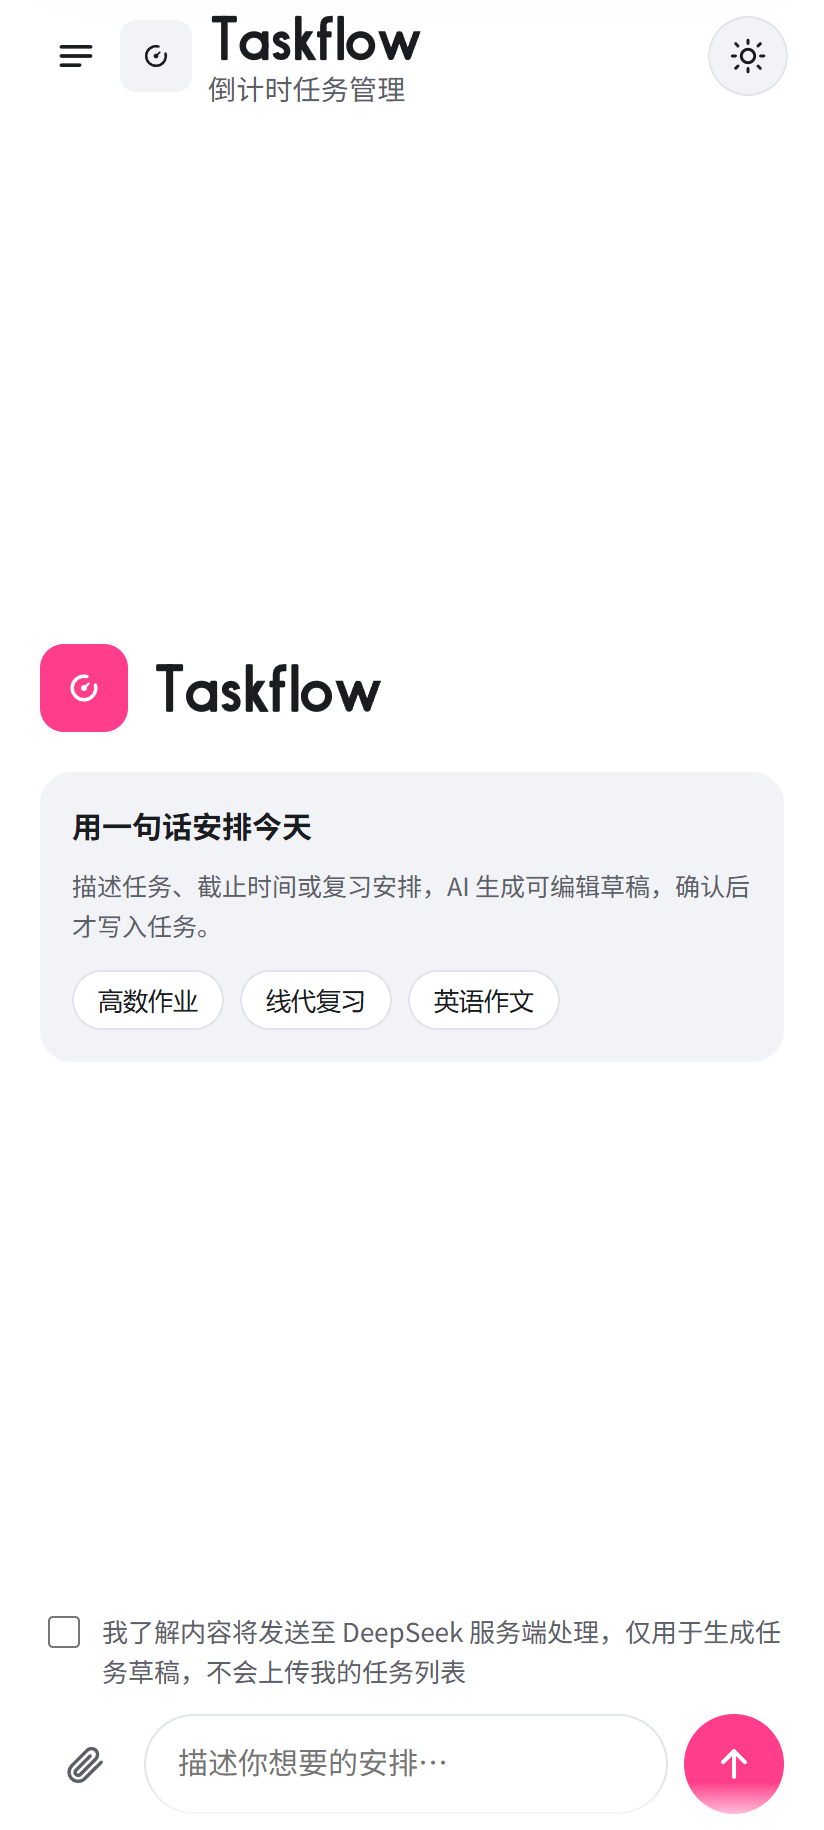 Taskflow
倒计时任务管理
Taskflow
用一句话安排今天
描述任务、截止时间或复习安排，AI 生成可编辑草稿，确认后
才写入任务。
高数作业 线代复习 英语作文
我了解内容将发送至 DeepSeek 服务端处理，仅用于生成任
务草稿，不会上传我的任务列表
描述你想要的安排…